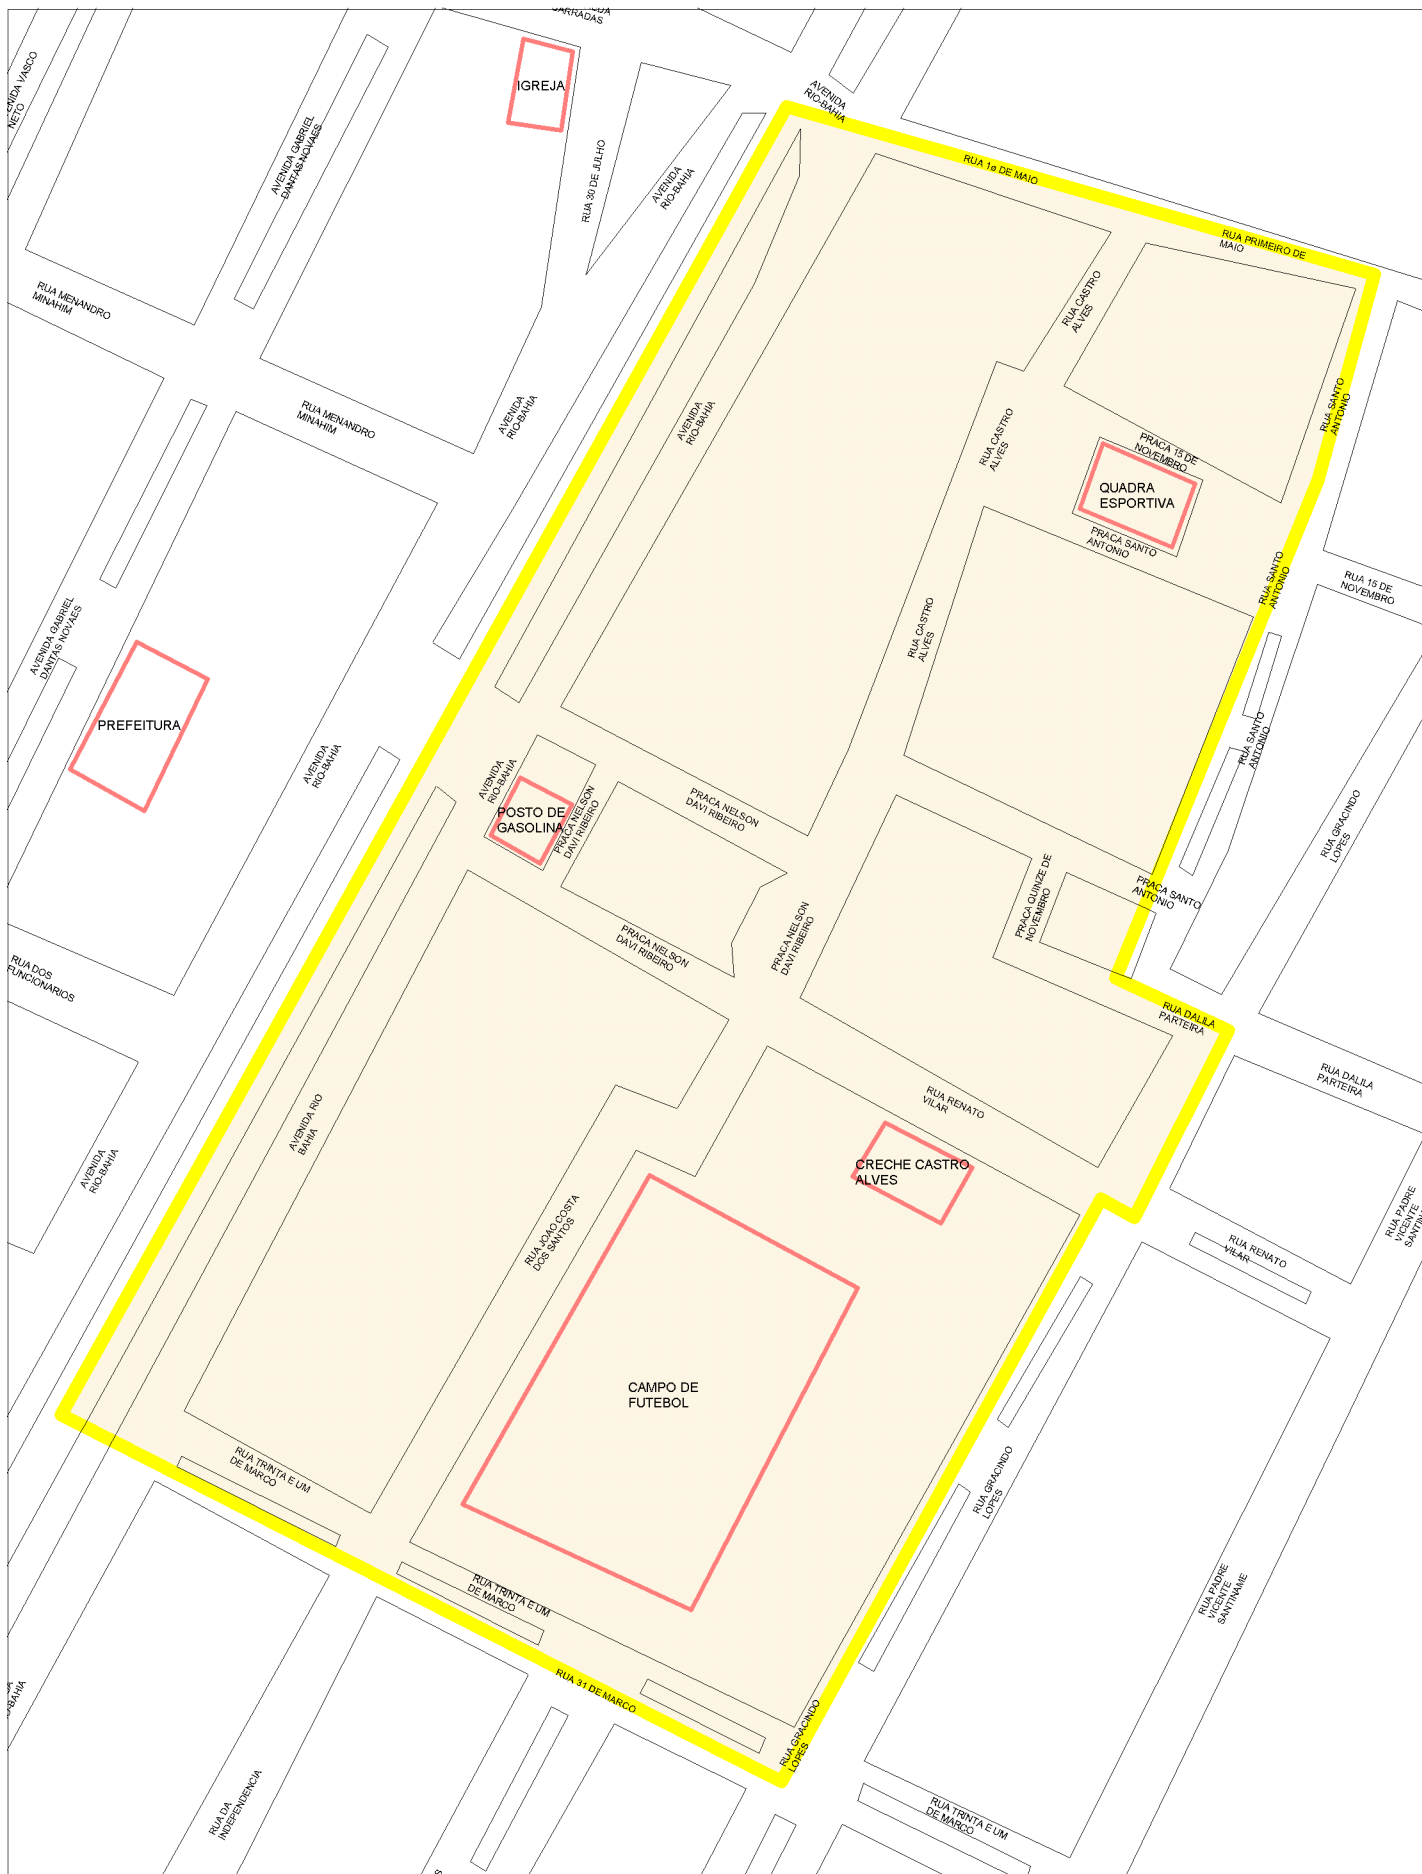 BARRADAS
IGREJA
AVENIDA
RIO-BAHIA
AVENIDA VASCO
NETO
AVENIDA GABRIEL
DANTAS NOVAES
RUA 30 DE JULHO
AVENIDA
RIO-BAHIA
RUA 1º DE MAIO
RUA PRIMEIRO DE
MAIO
RUA MENANDRO
MINAHIM
RUA CASTRO
ALVES
RUA MENANDRO
MINAHIM
AVENIDA
RIO-BAHIA
AVENIDA
RIO-BAHIA
RUA CASTRO
ALVES
RUA SANTO
ANTONIO
PRACA 15 DE
NOVEMBRO
QUADRA
ESPORTIVA
PRACA SANTO
ANTONIO
RUA SANTO
ANTONIO
RUA 15 DE
NOVEMBRO
AVENIDA GABRIEL
DANTAS NOVAES
RUA CASTRO
ALVES
PREFEITURA
AVENIDA
RIO-BAHIA
AVENIDA
RIO-BAHIA
RUA SANTO
ANTONIO
POSTO DE
GASOLINA
PRACA NELSON
DAVI RIBEIRO
PRACA NELSON
DAVI RIBEIRO
RUA GRACINDO
LOPES
PRACA QUINZE DE
NOVEMBRO
PRACA SANTO
ANTONIO
PRACA NELSON
DAVI RIBEIRO
PRACA NELSON
DAVI RIBEIRO
RUA DOS
FUNCIONARIOS
RUA DALILA
PARTEIRA
RUA DALILA
PARTEIRA
RUA RENATO
VILAR
AVENIDA RIO
BAHIA
AVENIDA
RIO-BAHIA
CRECHE CASTRO
ALVES
RUA JOAO COSTA
DOS SANTOS
RUA PADRE
VICENTE
RUA RENATO
VILAR
CAMPO DE
FUTEBOL
RUA TRINTA E UM
DE MARCO
RUA GRACINDO
LOPES
RUA TRINTA E UM
DE MARCO
RUA PADRE
VICENTE
SANTINAME
RUA 31 DE MARCO
RUA GRACINDO
LOPES
RUA DA
INDEPENDENCIA
RUA TRINTA E UM
DE MARCO